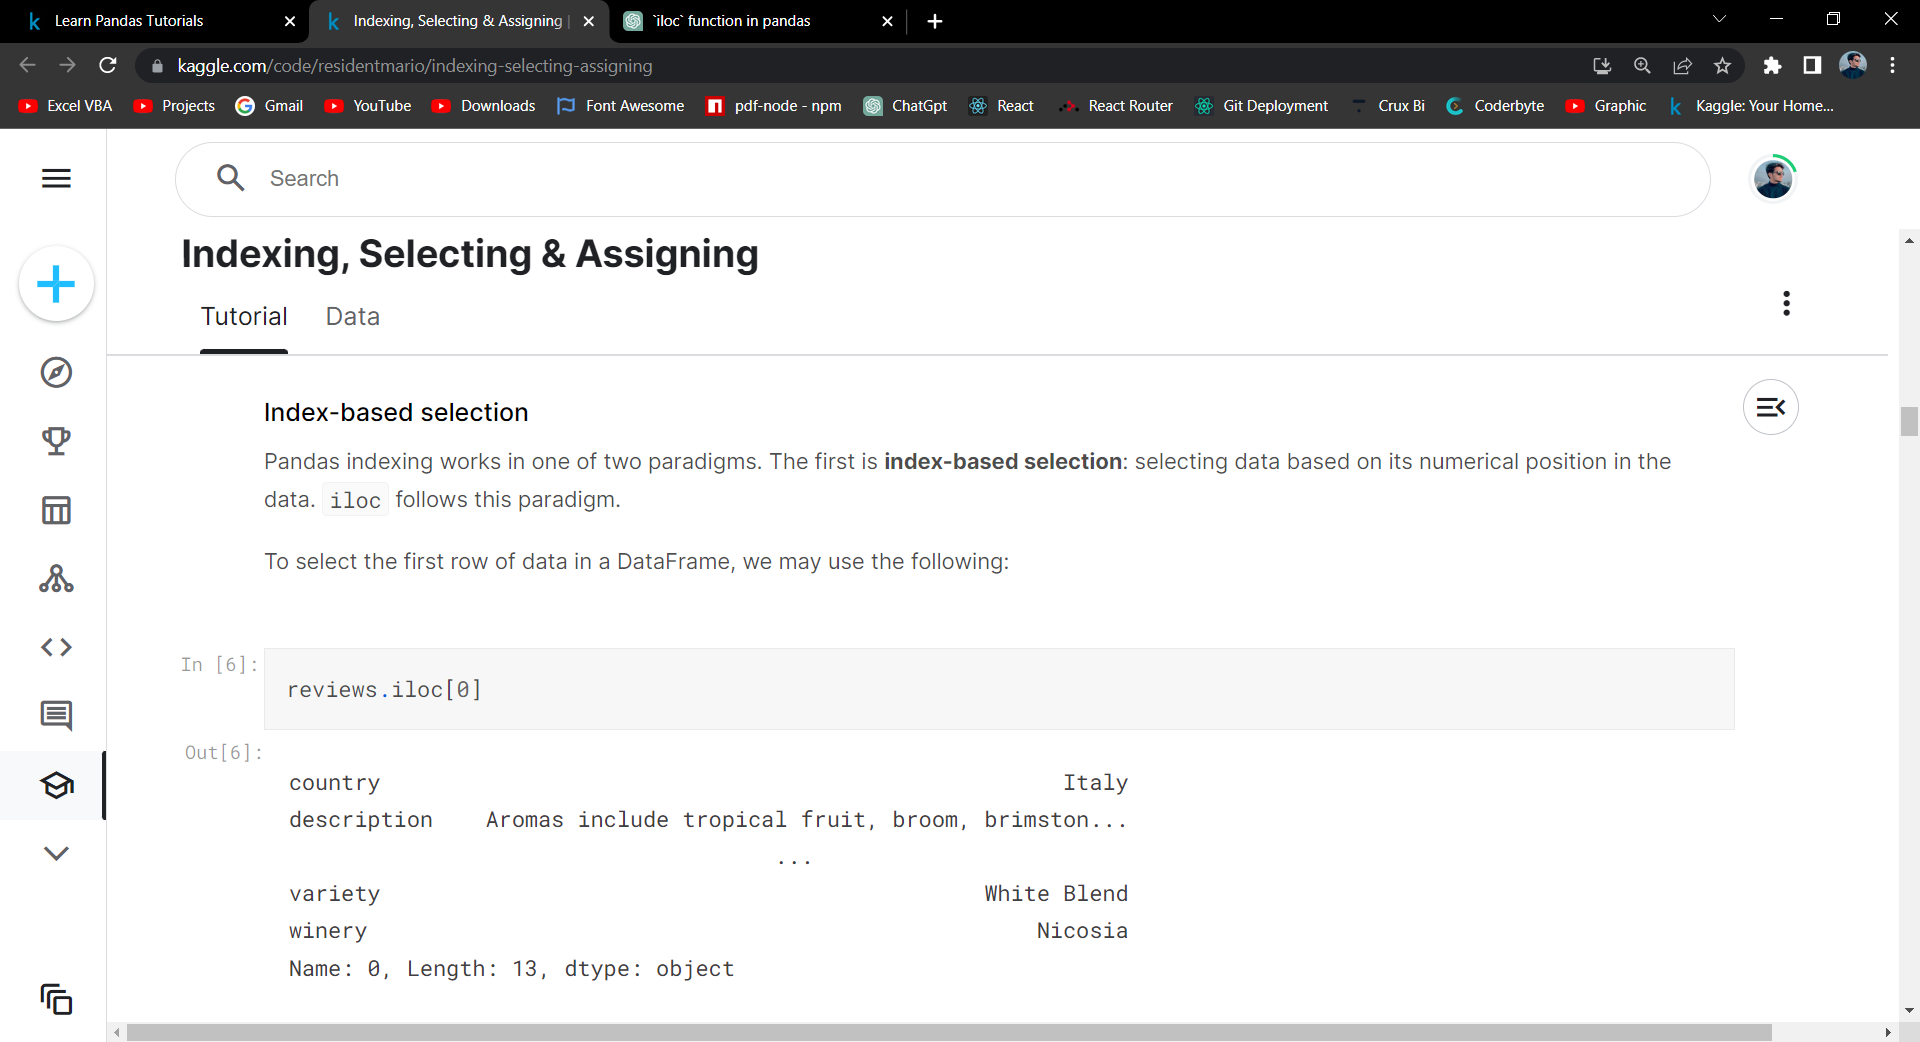 Learn Pandas Tutorials
Indexing, Selecting & Assigning |
`iloc` function in pandas
kaggle.com/code/residentmario/indexing-selecting-assigning
Excel VBA
Projects
Gmail
YouTube
Downloads
Font Awesome
pdf-node - npm
ChatGpt
React
React Router
Git Deployment
Crux Bi
Coderbyte
Graphic
Kaggle: Your Home...
Search
Indexing, Selecting & Assigning
Tutorial
Data
Index-based selection
Pandas indexing works in one of two paradigms. The first is index-based selection: selecting data based on its numerical position in the
data. iloc follows this paradigm.
To select the first row of data in a DataFrame, we may use the following:
In [6]:
reviews.iloc[0]
Out[6]:
country Italy
description Aromas include tropical fruit, broom, brimston...
...
variety White Blend
winery Nicosia
Name: 0, Length: 13, dtype: object